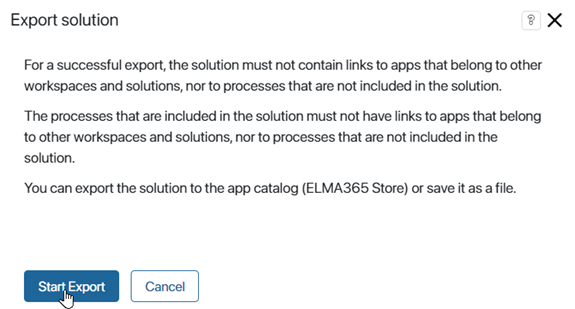 Export solution
?
For a successful export, the solution must not contain links to apps that belong to other
workspaces and solutions, nor to processes that are not included in the solution.
The processes that are included in the solution must not have links to apps that belong
to other workspaces and solutions, nor to processes that are not included in the
solution.
You can export the solution to the app catalog (ELMA365 Store) or save it as a file.
Start Export
Cancel